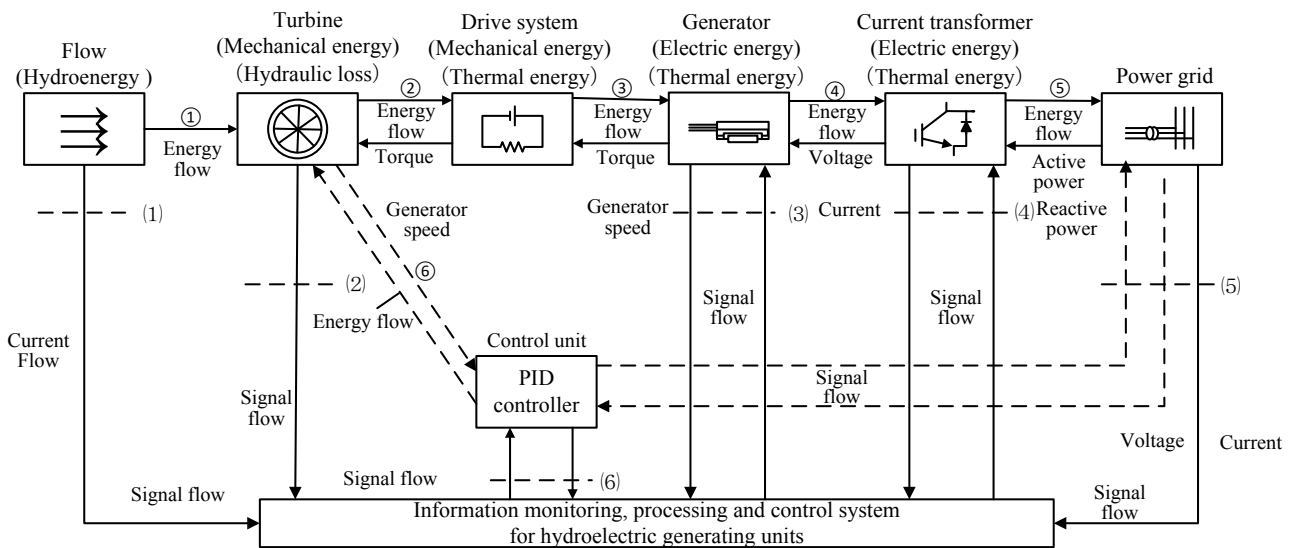 Flow
(Hydroenergy )
Turbine
(Mechanical energy)
(Hydraulic loss)
Drive system
(Mechanical energy)
(Thermal energy)
Generator
(Electric energy)
(Thermal energy)
Current transformer
(Electric energy)
(Thermal energy)
Power grid
①
Energy
flow
②
Energy
flow
Torque
③
Energy
flow
Torque
④
Energy
flow
Voltage
⑤
Energy
flow
Active
power
Reactive
power
(1)
(2)
(3)
(4)
(5)
(6)
Generator
speed
⑥
Energy flow
Generator
speed
Current
Signal
flow
Signal
flow
Current
Flow
Signal
flow
Control unit
PID
controller
Signal
flow
Voltage
Current
Signal flow
Signal flow
Signal
flow
Information monitoring, processing and control system
for hydroelectric generating units